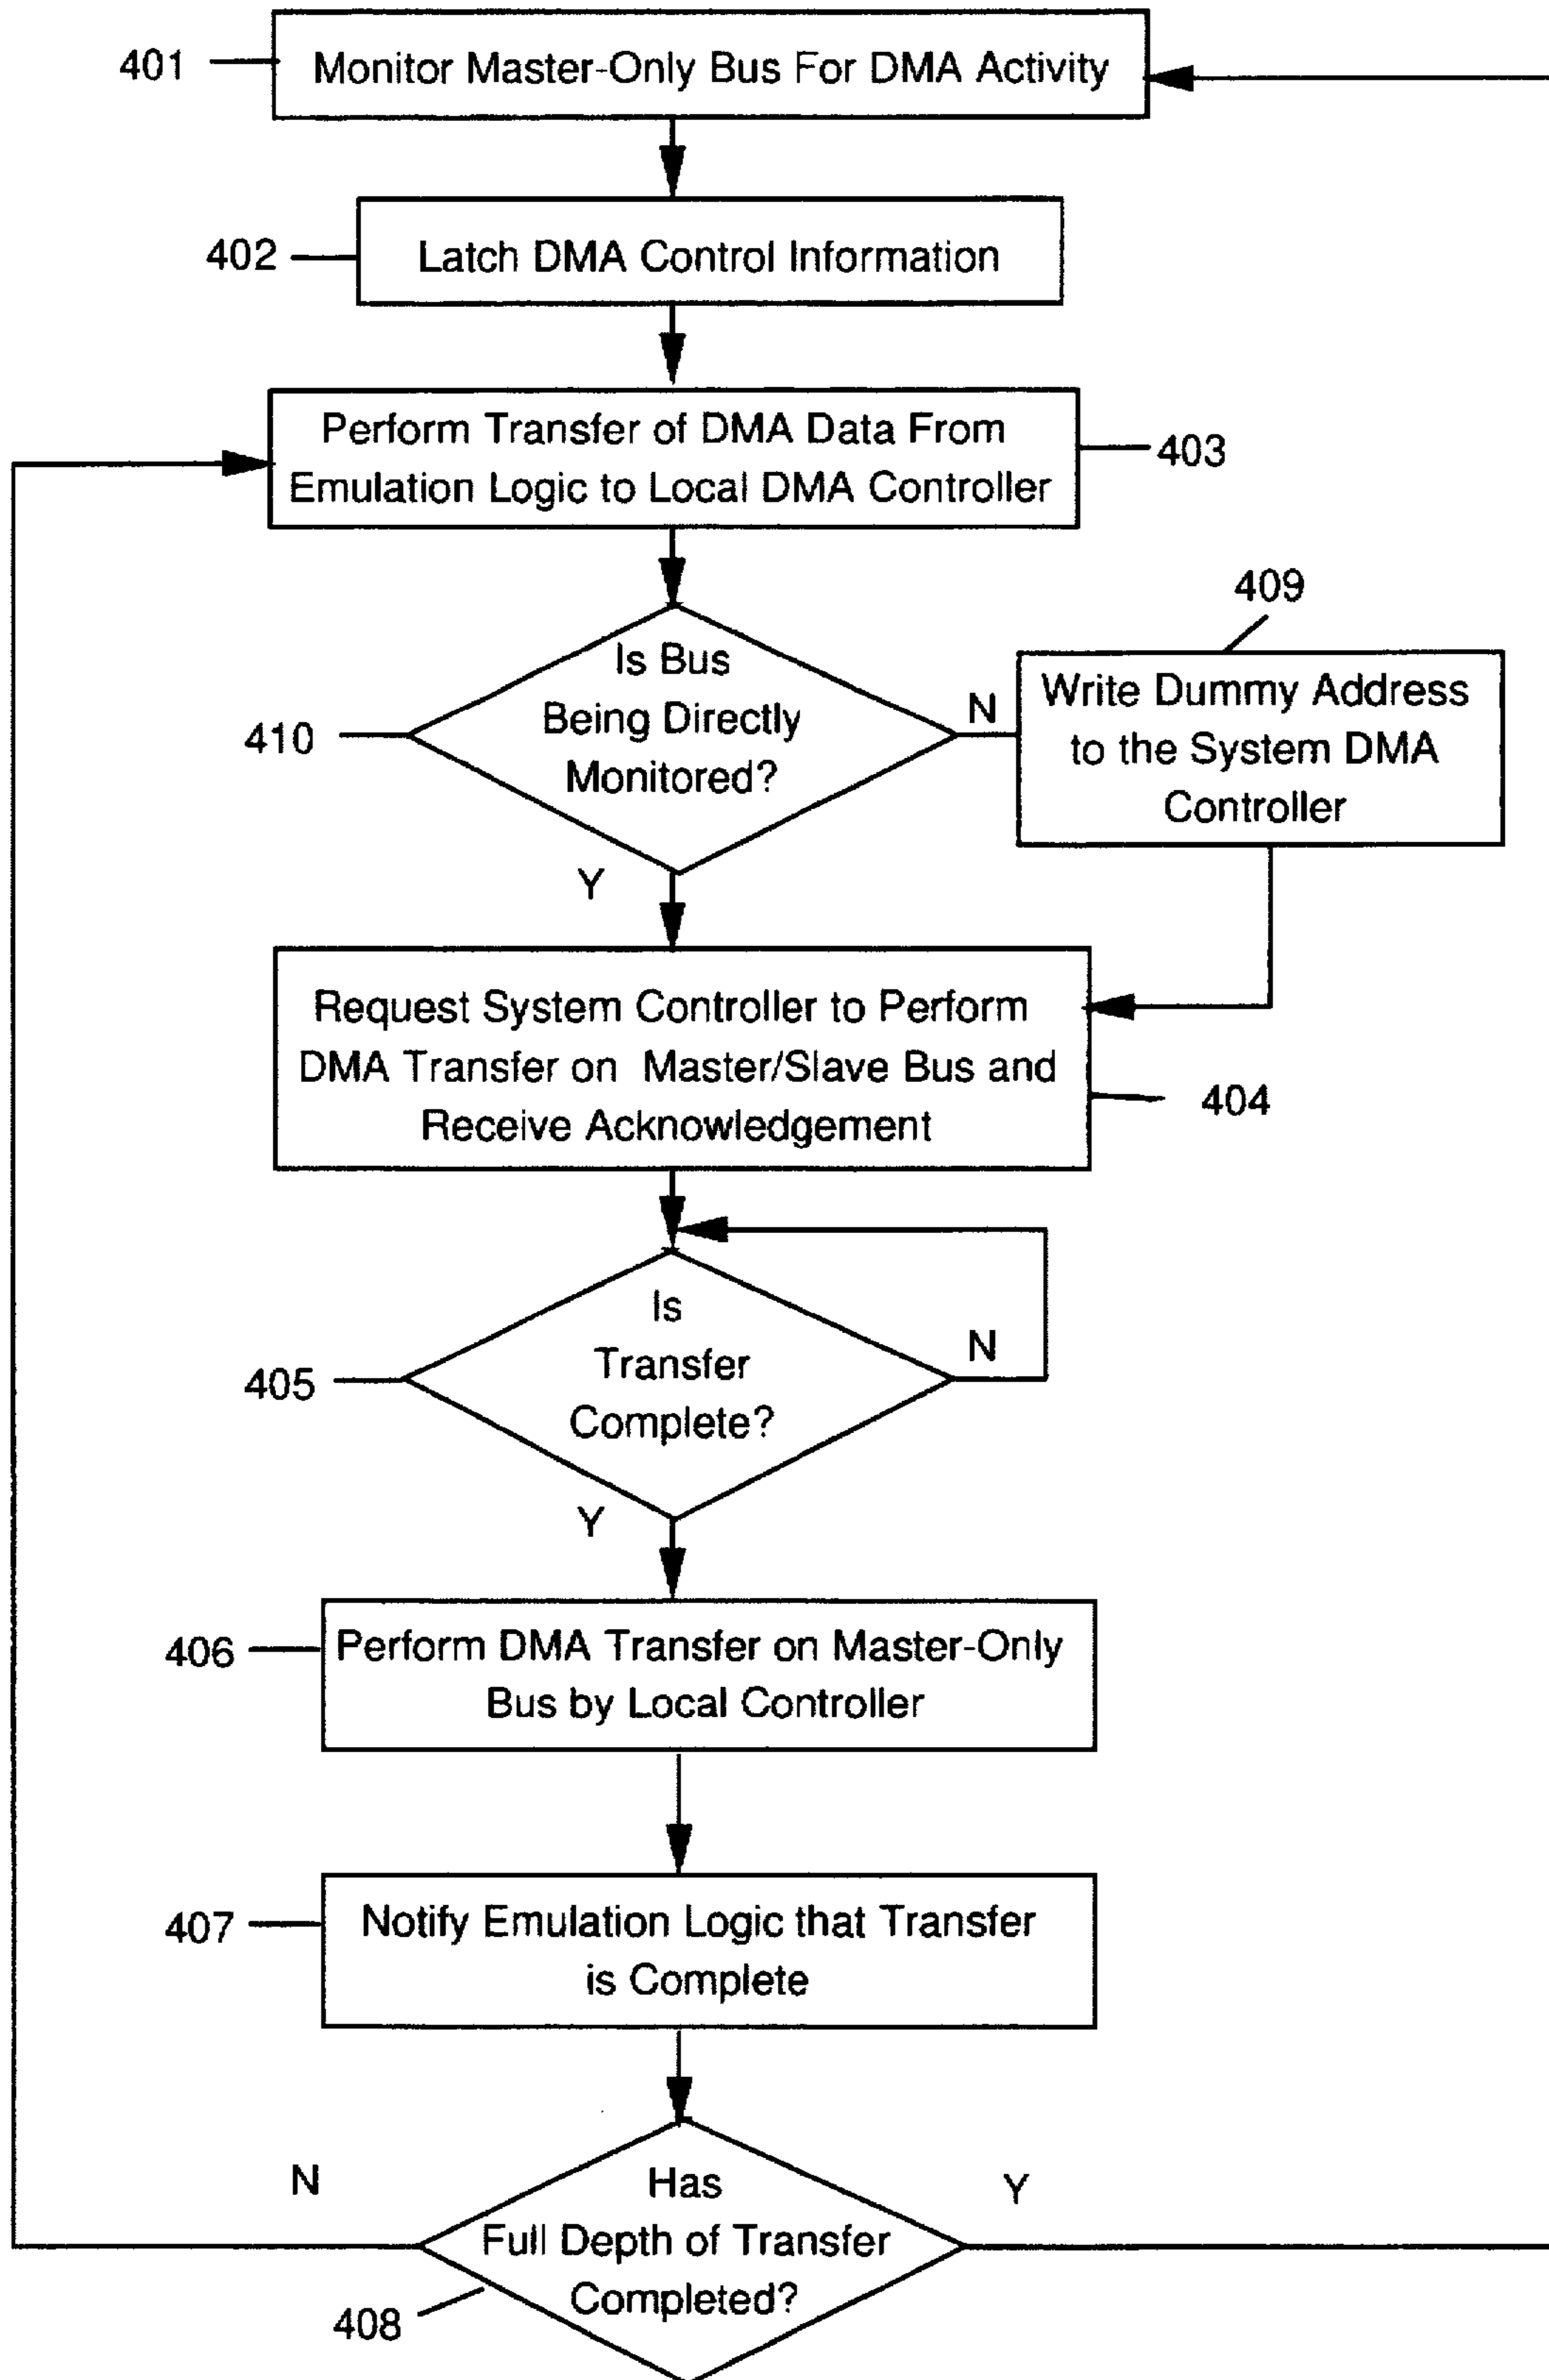 401
Monitor Master-Only Bus For DMA Activity
402
Latch DMA Control Information
Perform Transfer of DMA Data From
Emulation Logic to Local DMA Controller
403
409
Is Bus
Being Directly
Monitored?
410
N
Write Dummy Address
to the System DMA
Controller
Y
Request System Controller to Perform
DMA Transfer on Master/Slave Bus and
Receive Acknowledgement
404
Is
Transfer
Complete?
405
N
Y
406
Perform DMA Transfer on Master-Only
Bus by Local Controller
407
Notify Emulation Logic that Transfer
is Complete
N
Has
Full Depth of Transfer
Completed?
Y
408